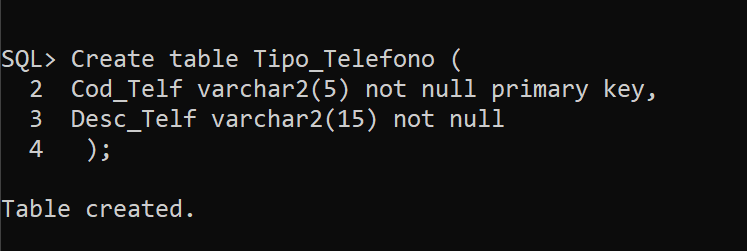 SQL> Create table Tipo_Telefono (
  2  Cod_Telf varchar2(5) not null primary key,
  3  Desc_Telf varchar2(15) not null
  4   );
Table created.